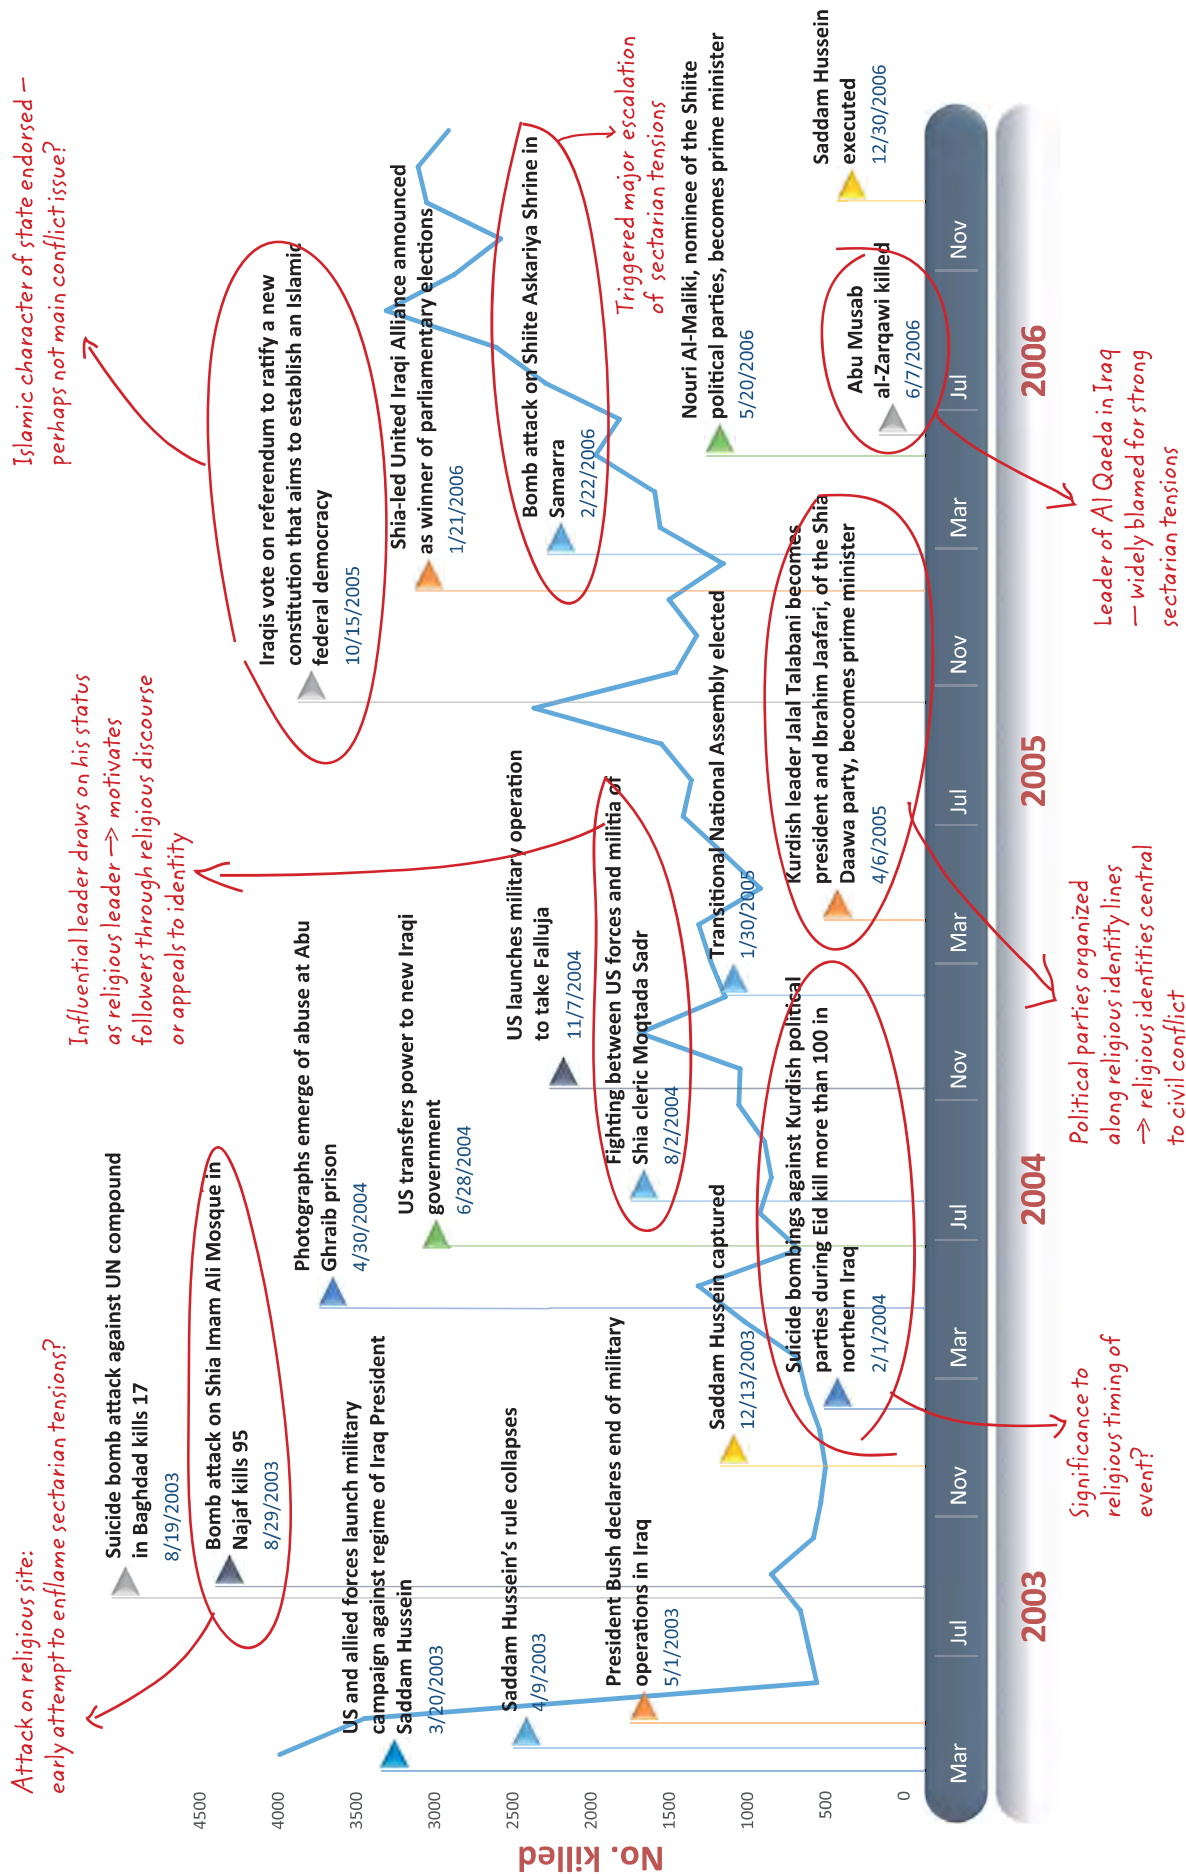 Attack on religious site:
early attempt to enflame sectarian tensions?
Influential leader draws on his status
as religious leader –> motivates
followers through religious discourse
or appeals to identity
Islamic character of state endorsed –
perhaps not main conflict issue?
No. killed
4500
4000
3500
3000
2500
2000
1500
1000
500
0
Suicide bomb attack against UN compound
in Baghdad kills 17
8/19/2003
Bomb attack on Shia Imam Ali Mosque in
Najaf kills 95
8/29/2003
US and allied forces launch military
campaign against regime of Iraq President
Saddam Hussein
3/20/2003
Saddam Hussein’s rule collapses
4/9/2003
President Bush declares end of military
operations in Iraq
5/1/2003
Saddam Hussein captured
12/13/2003
Suicide bombings against Kurdish political
parties during Eid kill more than 100 in
northern Iraq
2/1/2004
Photographs emerge of abuse at Abu
Ghraib prison
4/30/2004
US transfers power to new Iraqi
government
6/28/2004
Fighting between US forces and militia of
Shia cleric Moqtada Sadr
8/2/2004
US launches military operation
to take Falluja
11/7/2004
Transitional National Assembly elected
1/30/2005
Kurdish leader Jalal Talabani becomes
president and Ibrahim Jaafari, of the Shia
Daawa party, becomes prime minister
4/6/2005
Iraqis vote on referendum to ratify a new
constitution that aims to establish an Islamic
federal democracy
10/15/2005
Shia-led United Iraqi Alliance announced
as winner of parliamentary elections
1/21/2006
Bomb attack on Shiite Askariya Shrine in
Samarra
2/22/2006
Triggered major escalation
of sectarian tensions
Nouri Al-Maliki, nominee of the Shiite
political parties, becomes prime minister
5/20/2006
Abu Musab
al-Zarqawi killed
6/7/2006
Saddam Hussein
executed
12/30/2006
Mar
Jul
Nov
Mar
Jul
Nov
Mar
Jul
Nov
Mar
Jul
Nov
2003
2004
2005
2006
Significance to
religious timing of
event?
Political parties organized
along religious identity lines
–> religious identities central
to civil conflict
Leader of Al Qaeda in Iraq
– widely blamed for strong
sectarian tensions